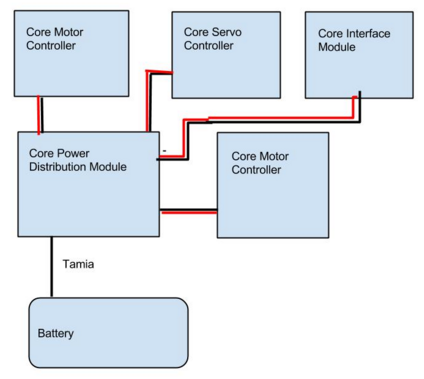 Core Motor
Controller
Core Servo
Controller
Core Interface
Module
Core Power
Distribution Module
-
Core Motor
Controller
Tamia
Battery